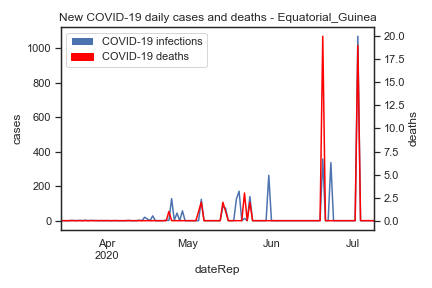 New COVID-19 daily cases and deaths - Equatorial_Guinea
COVID-19 infections
COVID-19 deaths
cases
1000
800
600
400
200
0
deaths
20.0
17.5
15.0
12.5
10.0
7.5
5.0
2.5
0.0
Apr
2020
May
Jun
Jul
dateRep